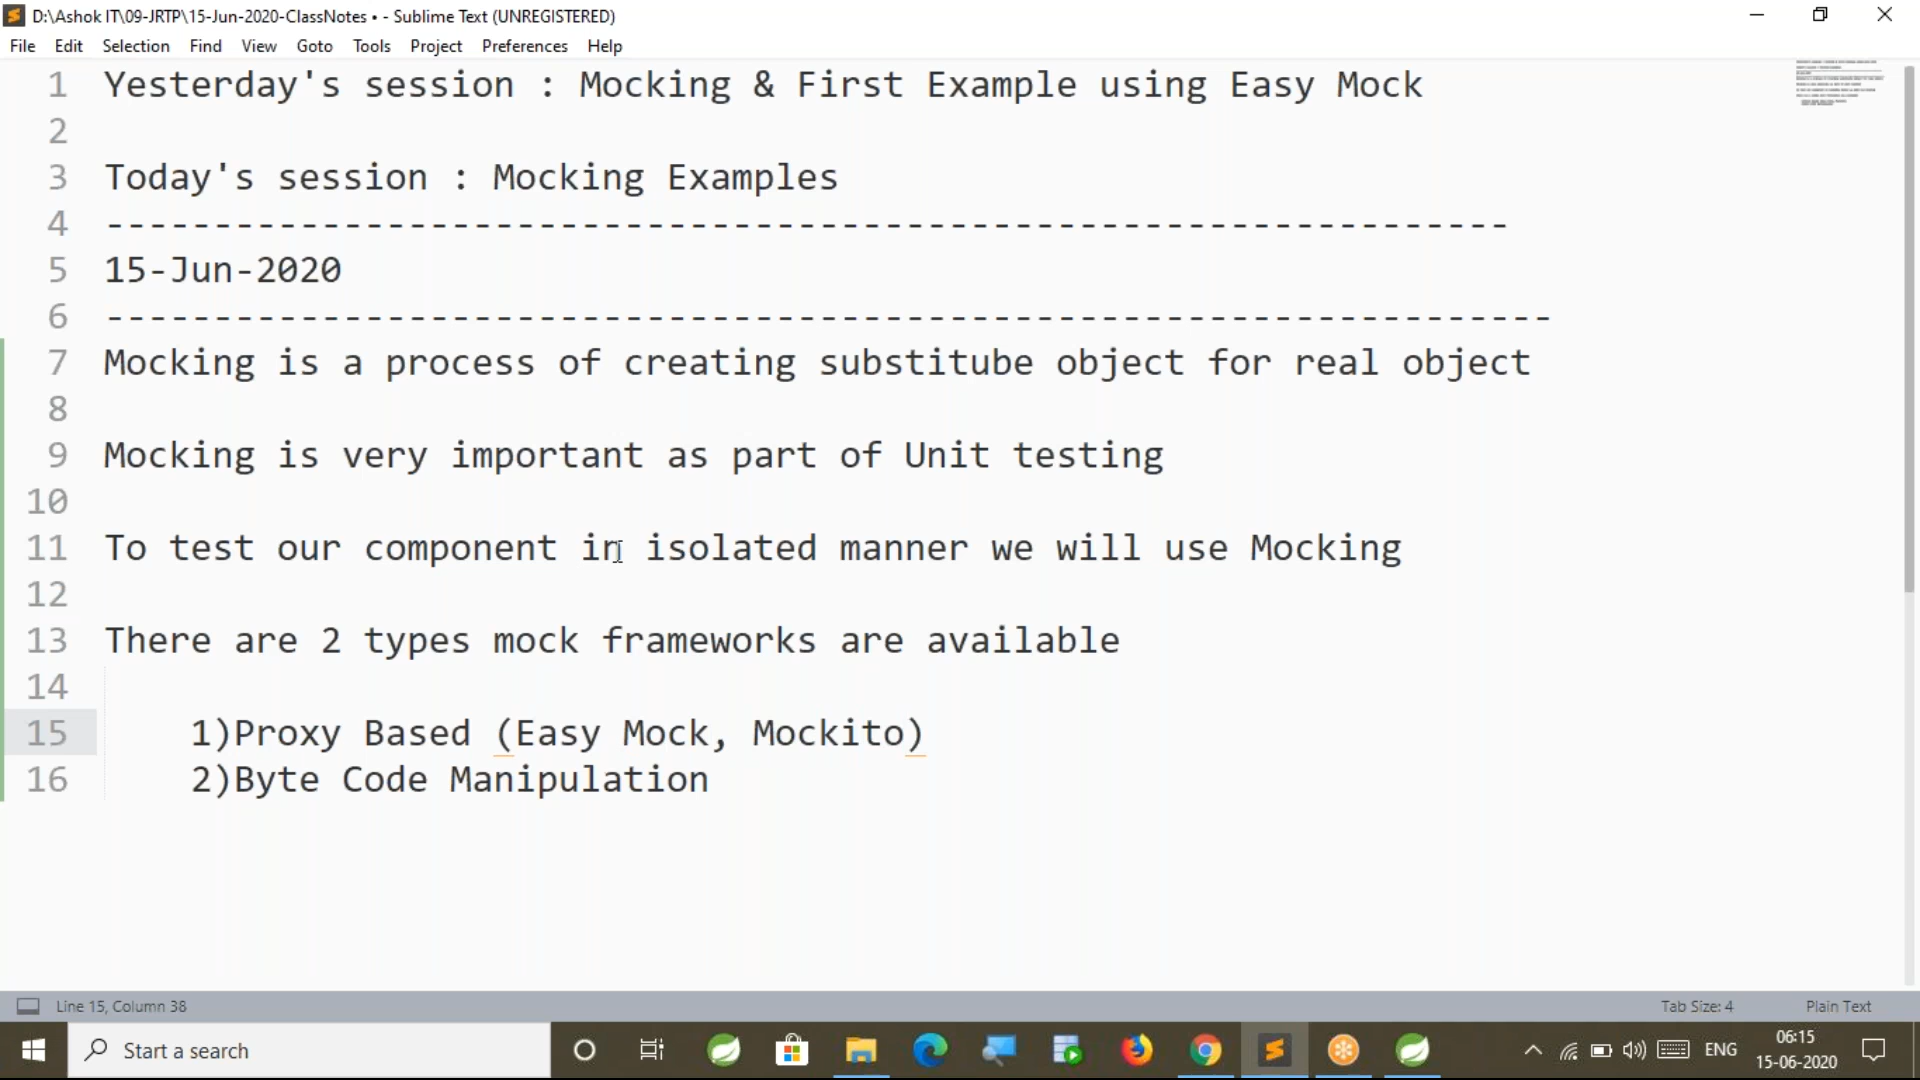 D:\Ashok IT\09-JRTP\15-Jun-2020-ClassNotes • - Sublime Text (UNREGISTERED)
File Edit Selection Find View Goto Tools Project Preferences Help
1 Yesterday's session : Mocking & First Example using Easy Mock
2
3 Today's session : Mocking Examples
4 -----------------------------------------------------------------
5 15-Jun-2020
6 -------------------------------------------------------------------
7 Mocking is a process of creating substitube object for real object
8
9 Mocking is very important as part of Unit testing
10
11 To test our component in isolated manner we will use Mocking
12
13 There are 2 types mock frameworks are available
14
15 1)Proxy Based (Easy Mock, Mockito)
16 2)Byte Code Manipulation
Line 15, Column 38 Tab Size: 4 Plain Text
Start a search ENG 06:15
15-06-2020